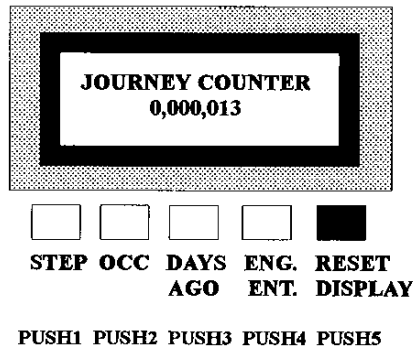 JOURNEY COUNTER
0,000,013
STEP OCC DAYS AGO ENG. ENT. RESET DISPLAY
PUSH1 PUSH2 PUSH3 PUSH4 PUSH5